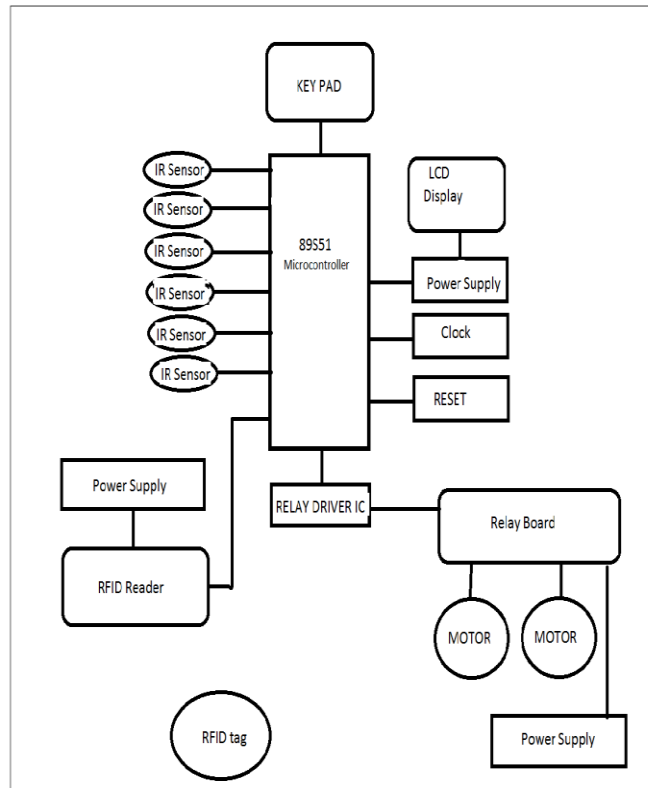 KEY PAD
IR Sensor
IR Sensor
IR Sensor
IR Sensor
IR Sensor
IR Sensor
89S51
Microcontroller
LCD
Display
Power Supply
Clock
RESET
Power Supply
RFID Reader
RELAY DRIVER IC
Relay Board
MOTOR
MOTOR
RFID tag
Power Supply